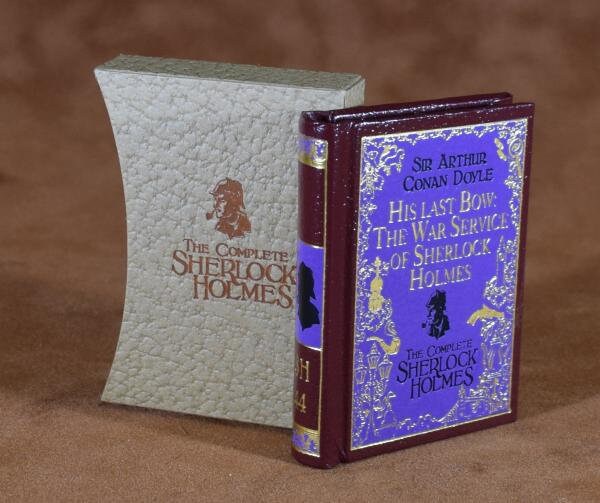 The Complete
Sherlock
Holmes
Sir Arthur
Conan Doyle
His Last Bow:
The War Service
of Sherlock
Holmes
The Complete
Sherlock
Holmes
SH
44